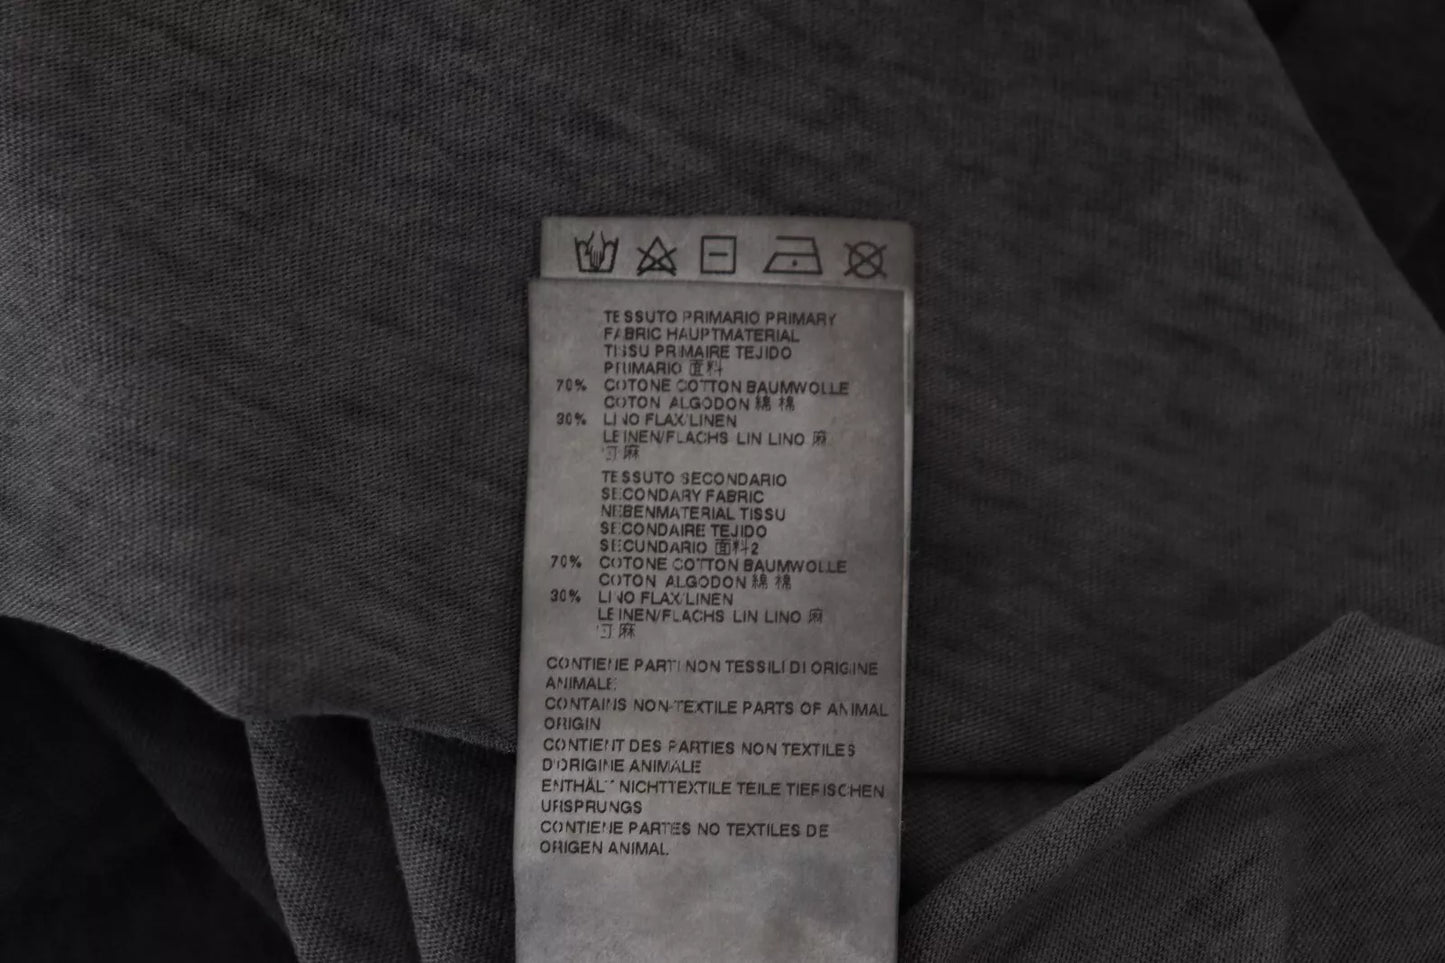 TESSUTO PRIMARIO PRIMARY
FABRIC HAUPTMATERIAL
TISSU PRIMAIRE TEJIDO
PRIMARIO 面料
70% COTONE COTTON BAUMWOLLE
COTON ALGODON 綿 棉
30% LINO FLAX/LINEN
LEINEN/FLACHS LIN LINO 麻
麻
TESSUTO SECONDARIO
SECONDARY FABRIC
NEBENMATERIAL TISSU
SECONDAIRE TEJIDO
SECUNDARIO 面料2
70% COTONE COTTON BAUMWOLLE
COTON ALGODON 綿 棉
30% LINO FLAX/LINEN
LEINEN/FLACHS LIN LINO 麻
麻
CONTIENE PARTI NON TESSILI DI ORIGINE
ANIMALE
CONTAINS NON-TEXTILE PARTS OF ANIMAL
ORIGIN
CONTIENT DES PARTIES NON TEXTILES
D'ORIGINE ANIMALE
ENTHÄLT NICHTTEXTILE TEILE TIERISCHEN
URSPRUNGS
CONTIENE PARTES NO TEXTILES DE
ORIGEN ANIMAL